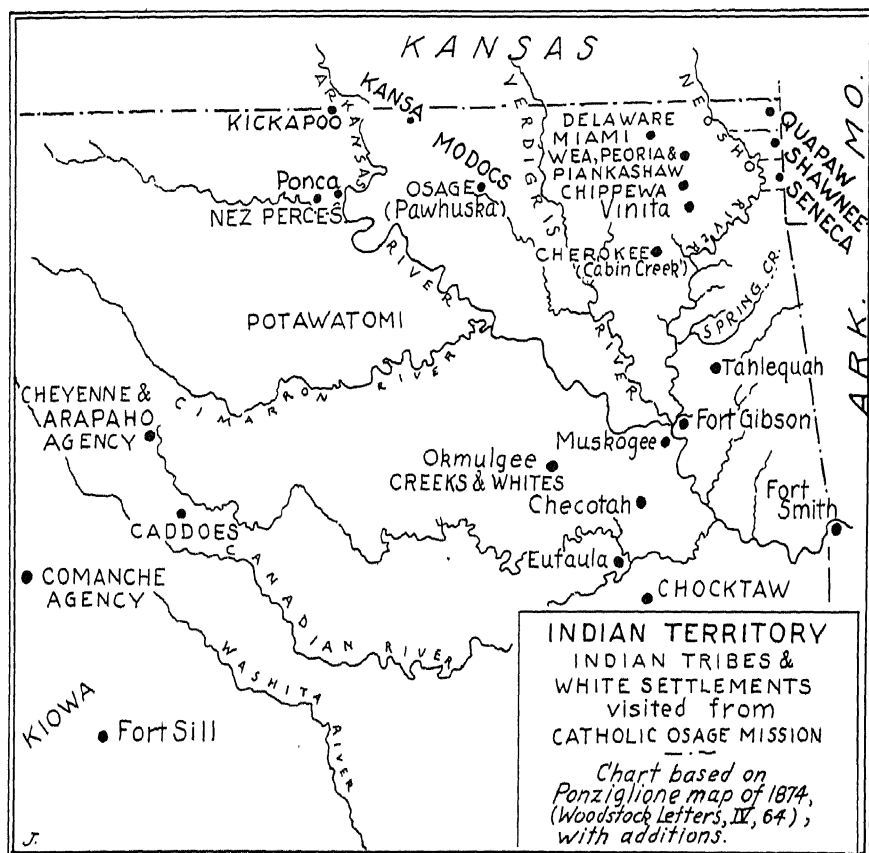 KANSAS
MO.
ARK.
ARKANSAS
RIVER
KANSA
KICKAPOO
VERDIGRIS
RIVER
NEOSHO
RIVER
DELAWARE
MIAMI
WEA, PEORIA &
PIANKASHAW
CHIPPEWA
Vinita
QUAPAW
SHAWNEE
SENECA
MODOCS
Ponca
NEZ PERCES
OSAGE
(Pawhuska)
CHEROKEE
(Cabin Creek)
SPRING CR.
POTAWATOMI
CIMARRON RIVER
Tahlequah
CHEYENNE &
ARAPAHO
AGENCY
Fort Gibson
Muskogee
Okmulgee
CREEKS & WHITES
Checotah
Fort
Smith
CADDOES
Eufaula
COMANCHE
AGENCY
CHOCKTAW
CANADIAN RIVER
WASHITA
RIVER
KIOWA
Fort Sill
INDIAN TERRITORY
INDIAN TRIBES &
WHITE SETTLEMENTS
visited from
CATHOLIC OSAGE MISSION
Chart based on
Ponziglione map of 1874,
(Woodstock Letters, IV, 64),
with additions.
J.